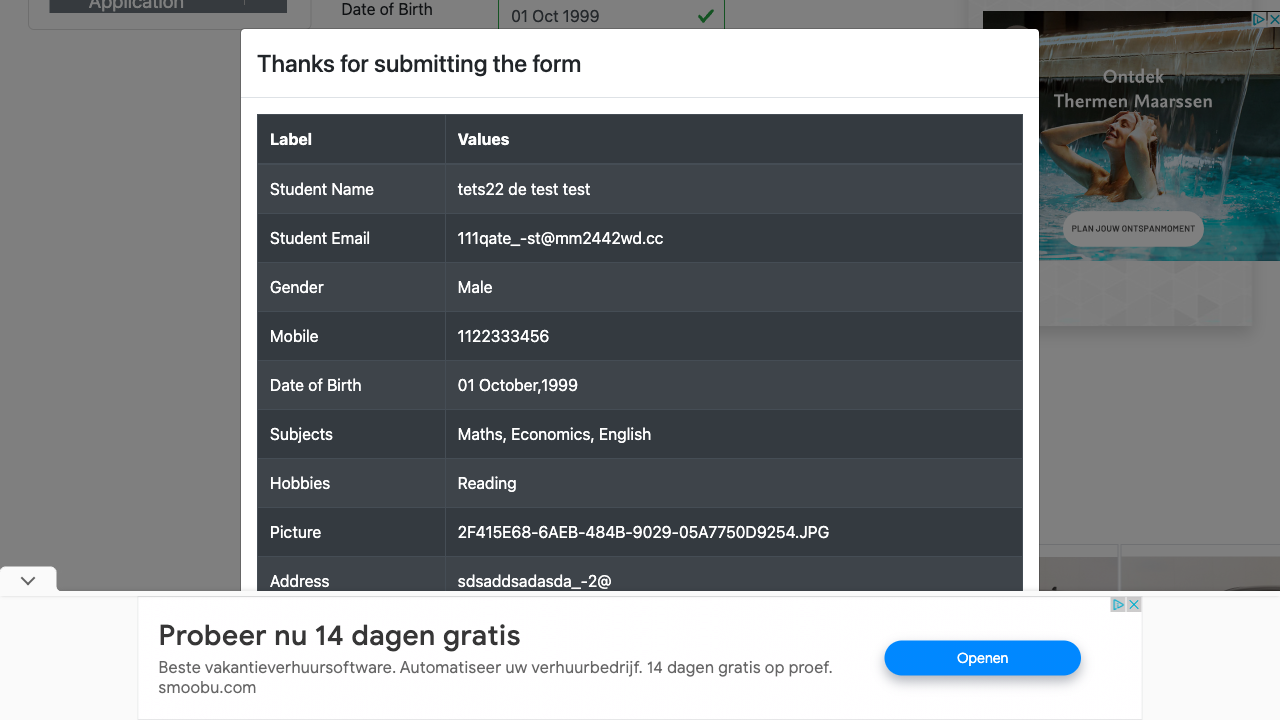 Application
Date of Birth
01 Oct 1999
Thanks for submitting the form
Label Values
Student Name tets22 de test test
Student Email 111qate_-st@mm2442wd.cc
Gender Male
Mobile 1122333456
Date of Birth 01 October,1999
Subjects Maths, Economics, English
Hobbies Reading
Picture 2F415E68-6AEB-484B-9029-05A7750D9254.JPG
Address sdsaddsadasda_-2@
Ontdek
Thermen Maarssen
PLAN JOUW ONTSPANMOMENT
Probeer nu 14 dagen gratis
Beste vakantieverhuursoftware. Automatiseer uw verhuurbedrijf. 14 dagen gratis op proef.
smoobu.com
Openen